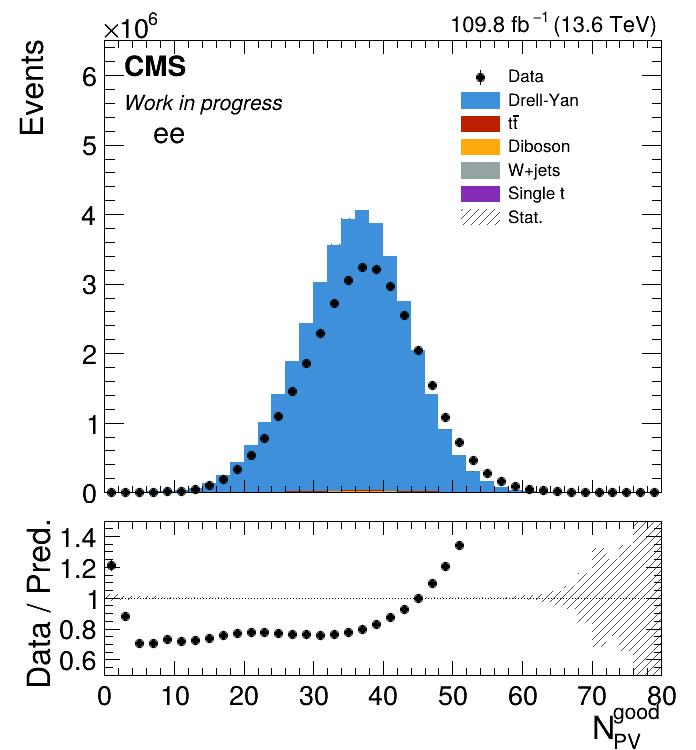 ×10⁶
109.8 fb⁻¹ (13.6 TeV)
Events
CMS
Work in progress
ee
Data
Drell-Yan
tt̄
Diboson
W+jets
Single t
Stat.
6
5
4
3
2
1
0
Data / Pred.
1.4
1.2
1
0.8
0.6
0 10 20 30 40 50 60 70 80
N_PV^good